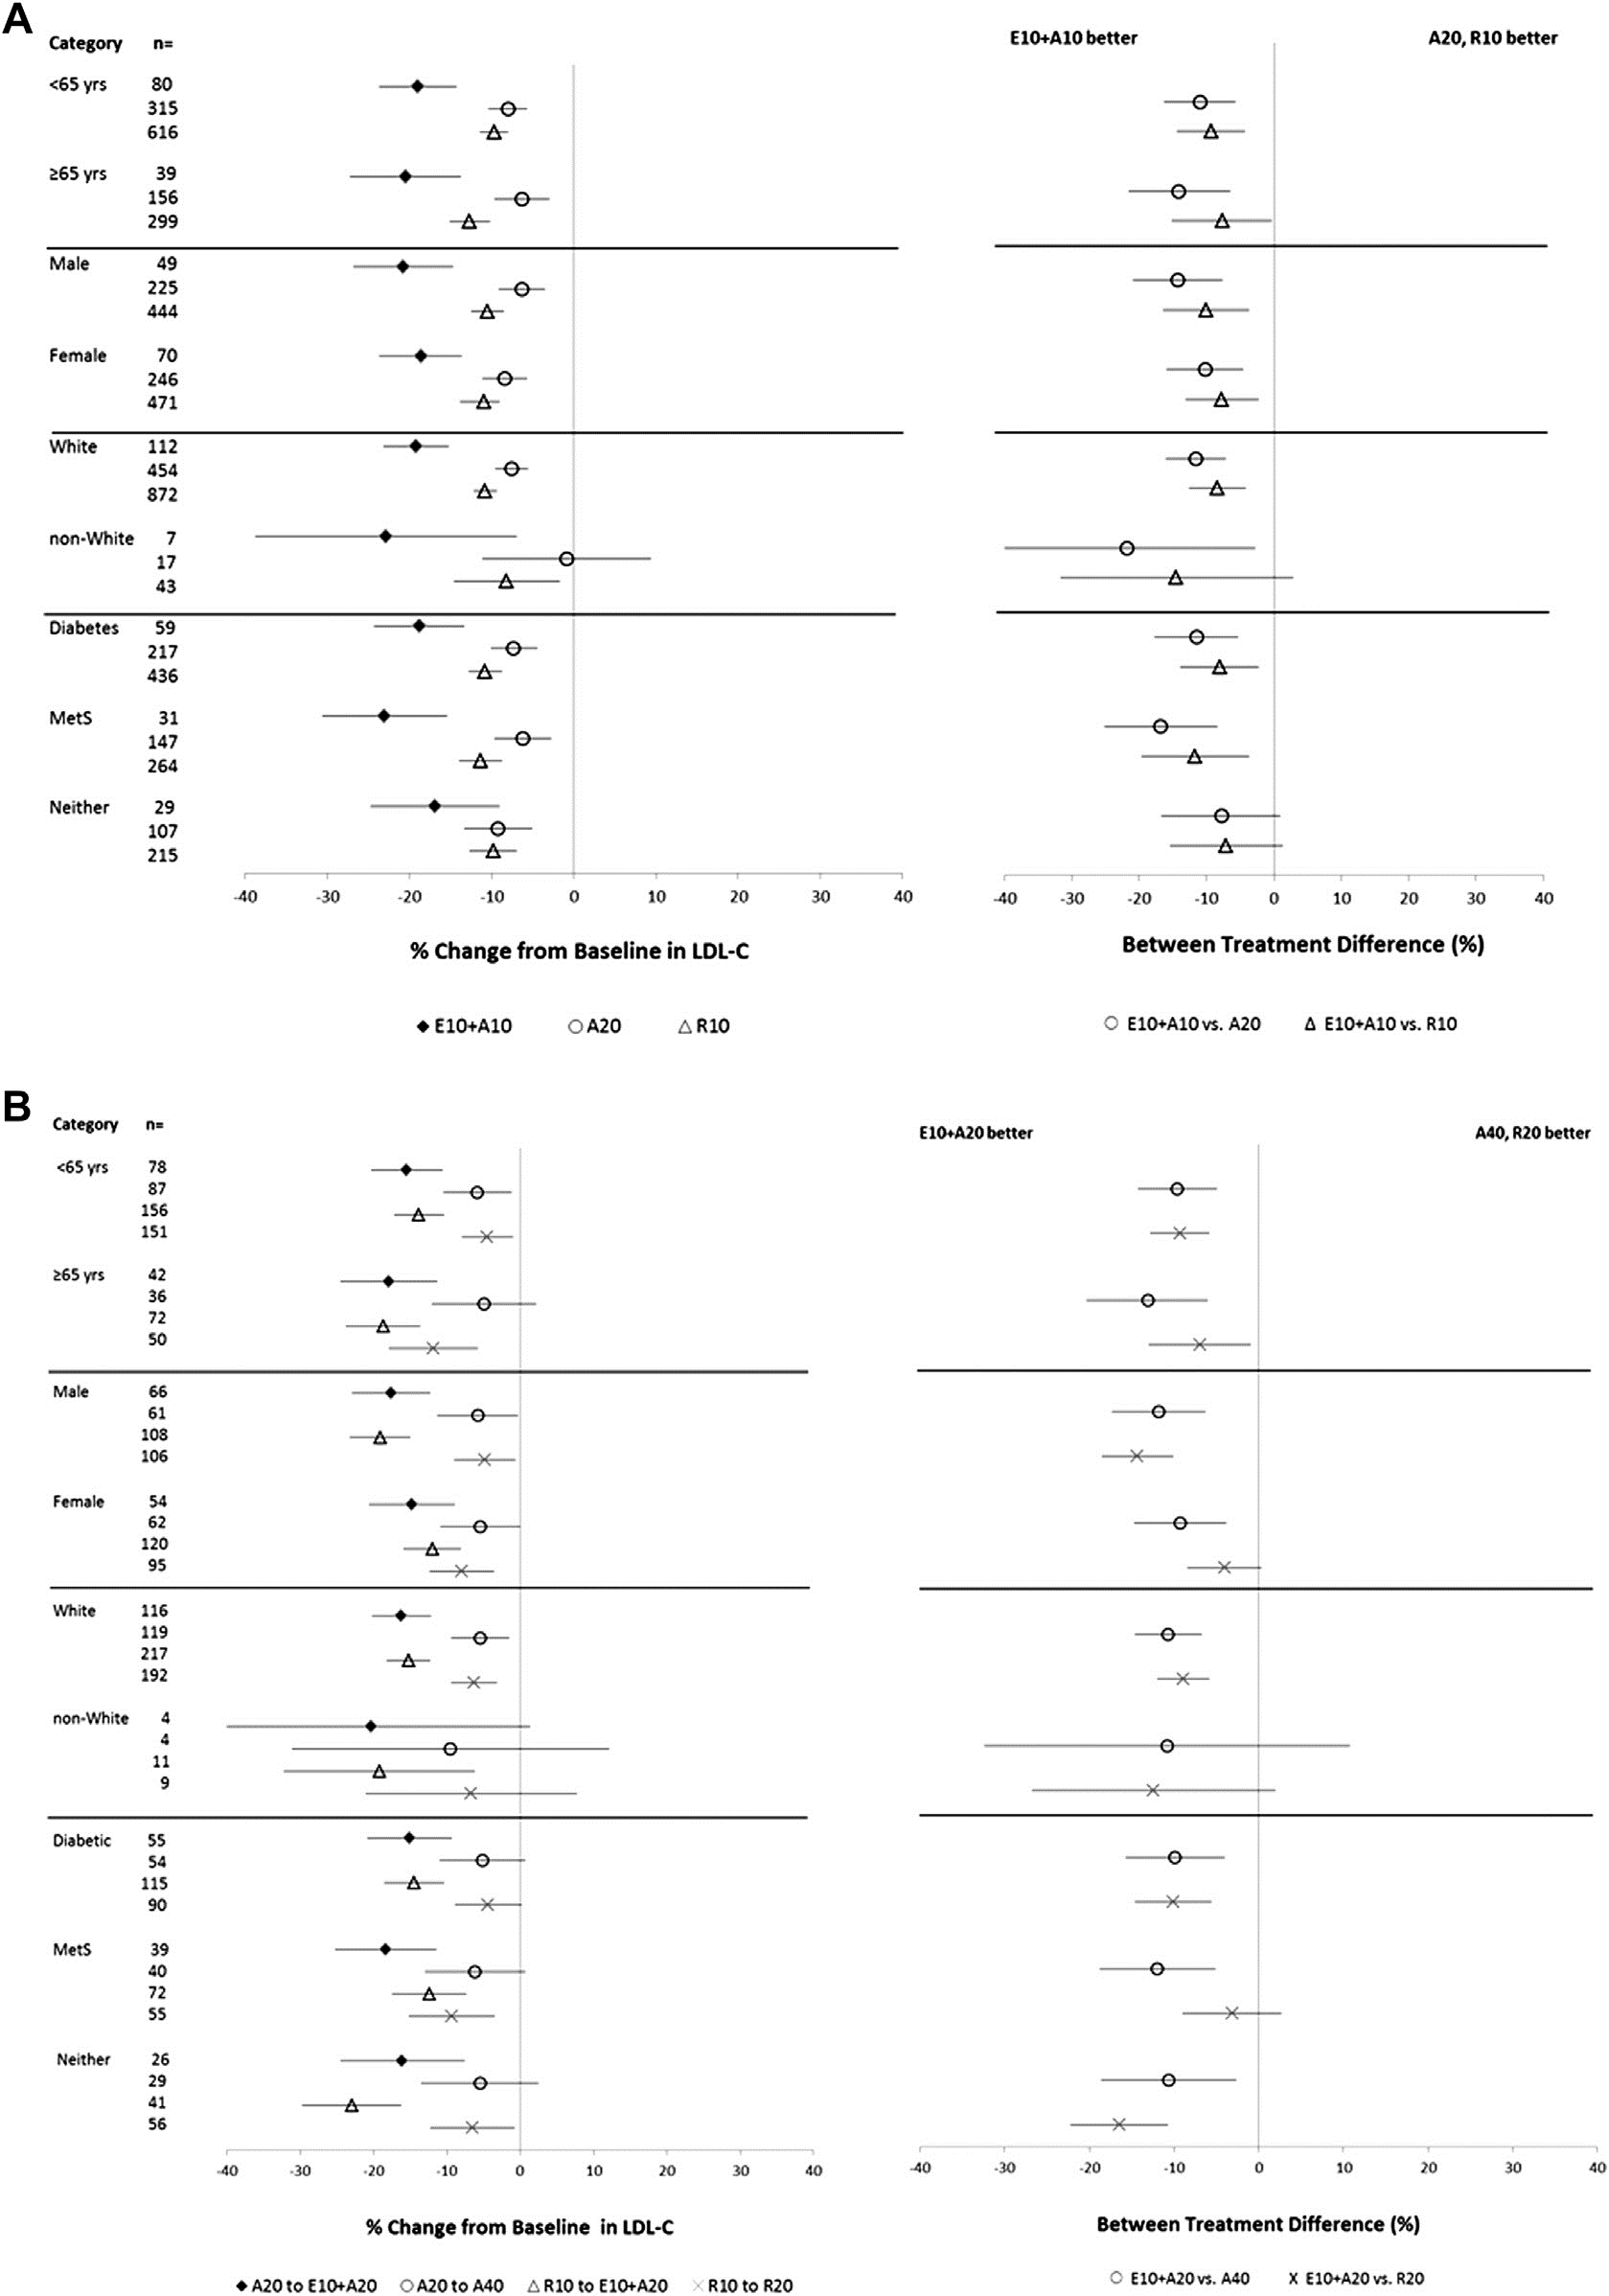 A
Category n= E10+A10 better A20, R10 better
<65 yrs 80
315
616
≥65 yrs 39
156
299
Male 49
225
444
Female 70
246
471
White 112
454
872
non-White 7
17
43
Diabetes 59
217
436
MetS 31
147
264
Neither 29
107
215
-40 -30 -20 -10 0 10 20 30 40 -40 -30 -20 -10 0 10 20 30 40
% Change from Baseline in LDL-C Between Treatment Difference (%)
E10+A10 A20 R10 E10+A10 vs. A20 E10+A10 vs. R10
B
Category n= E10+A20 better A40, R20 better
<65 yrs 78
87
156
151
≥65 yrs 42
36
72
50
Male 66
61
108
106
Female 54
62
120
95
White 116
119
217
192
non-White 4
4
11
9
Diabetic 55
54
115
90
MetS 39
40
72
55
Neither 26
29
41
56
-40 -30 -20 -10 0 10 20 30 40 -40 -30 -20 -10 0 10 20 30 40
% Change from Baseline in LDL-C Between Treatment Difference (%)
A20 to E10+A20 A20 to A40 R10 to E10+A20 R10 to R20 E10+A20 vs. A40 X E10+A20 vs. R20